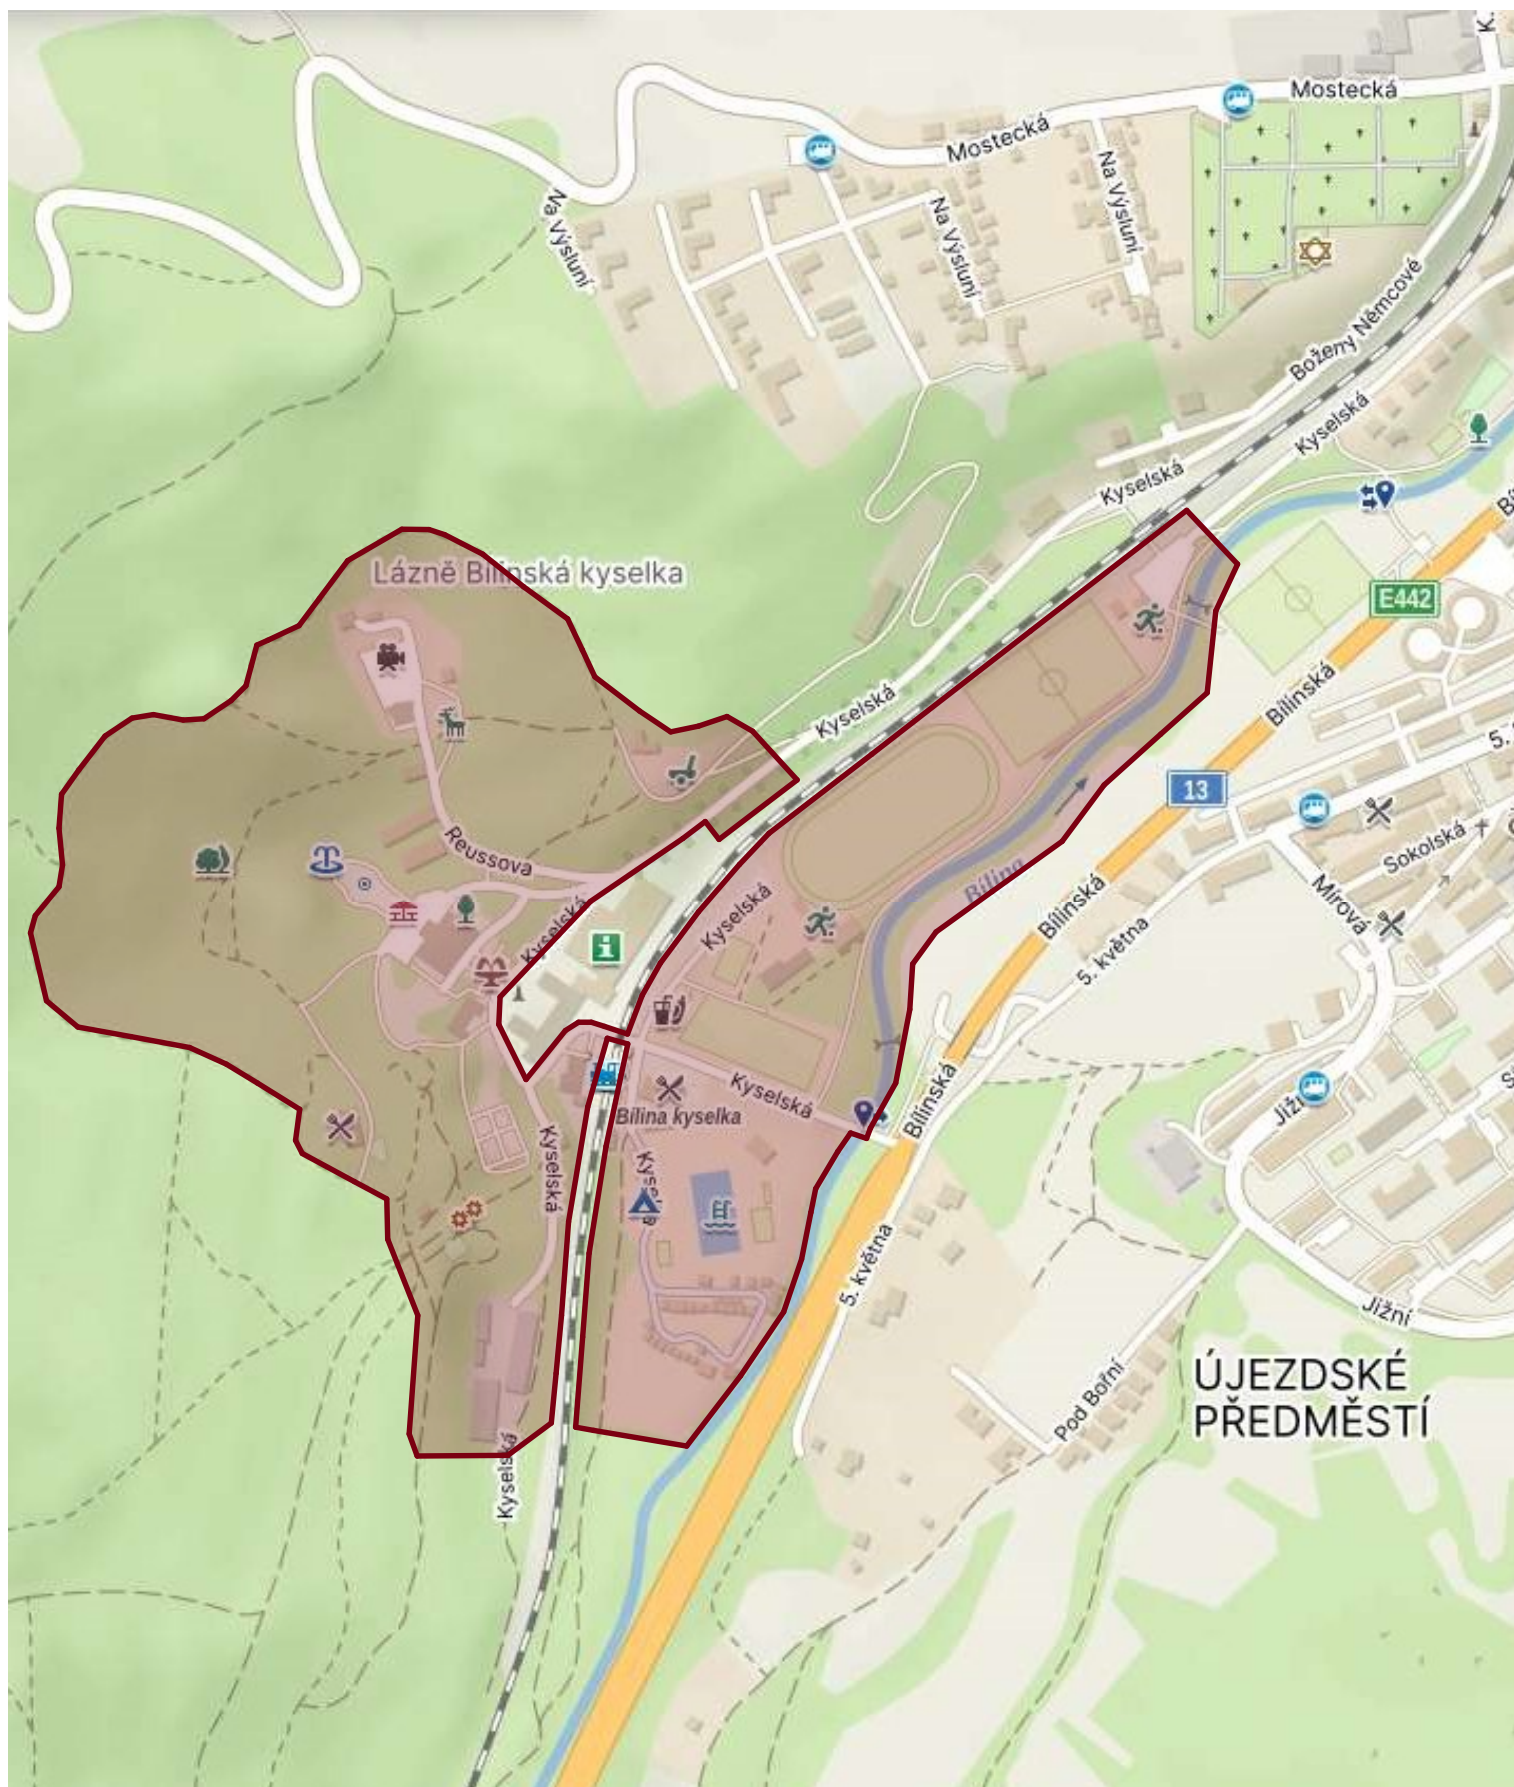 K.
Mostecká
Mostecká
Na Výsluní
Na Výsluní
Na Výsluní
Boženy Němcové
Kyselská
Kyselská
Lázně Bílinská kyselka
E442
Bílinská
Kyselská
13
5.
Reussova
Bílina
Sokolská
Mírová
Kyselská
Kyselská
Bílinská
5. května
Kyselská
Bílinská
Jižní
Bílina kyselka
Kyselská
Kyselská
5. května
Jižní
ÚJEZDSKÉ
PŘEDMĚSTÍ
Pod Bořní
Kyselská